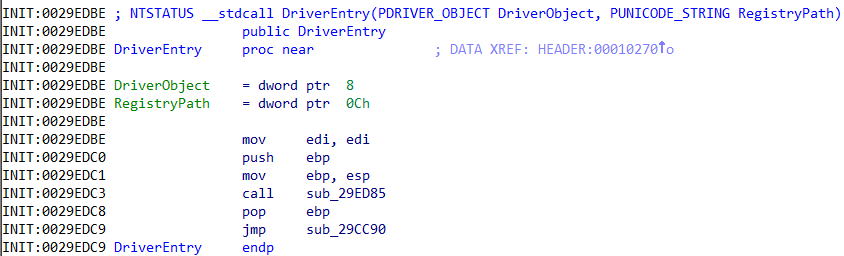 INIT:0029EDBE ; NTSTATUS __stdcall DriverEntry(PDRIVER_OBJECT DriverObject, PUNICODE_STRING RegistryPath)
INIT:0029EDBE public DriverEntry
INIT:0029EDBE DriverEntry proc near ; DATA XREF: HEADER:00010270↑o
INIT:0029EDBE
INIT:0029EDBE DriverObject = dword ptr 8
INIT:0029EDBE RegistryPath = dword ptr 0Ch
INIT:0029EDBE
INIT:0029EDBE mov edi, edi
INIT:0029EDC0 push ebp
INIT:0029EDC1 mov ebp, esp
INIT:0029EDC3 call sub_29ED85
INIT:0029EDC8 pop ebp
INIT:0029EDC9 jmp sub_29CC90
INIT:0029EDC9 DriverEntry endp